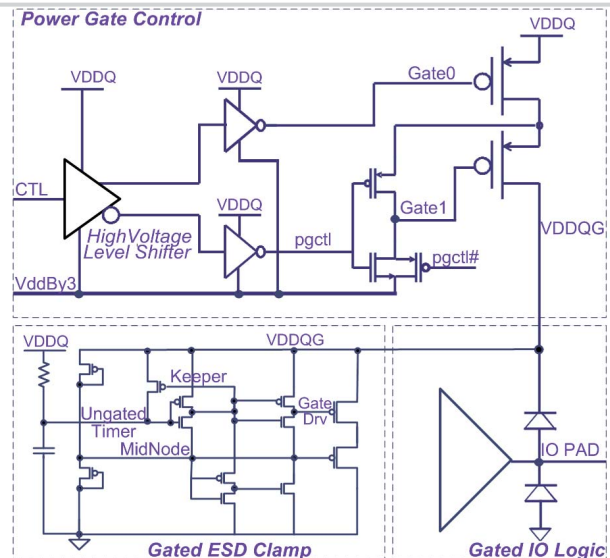 Power Gate Control
VDDQ
VDDQ
VDDQ
Gate0
CTL
HighVoltage
Level Shifter
VDDQ
pgctl
Gate1
pgctl#
VDDQG
VddBy3
VDDQ
VDDQG
Keeper
Ungated
Timer
Gate
Drv
MidNode
IO PAD
Gated ESD Clamp
Gated IO Logic